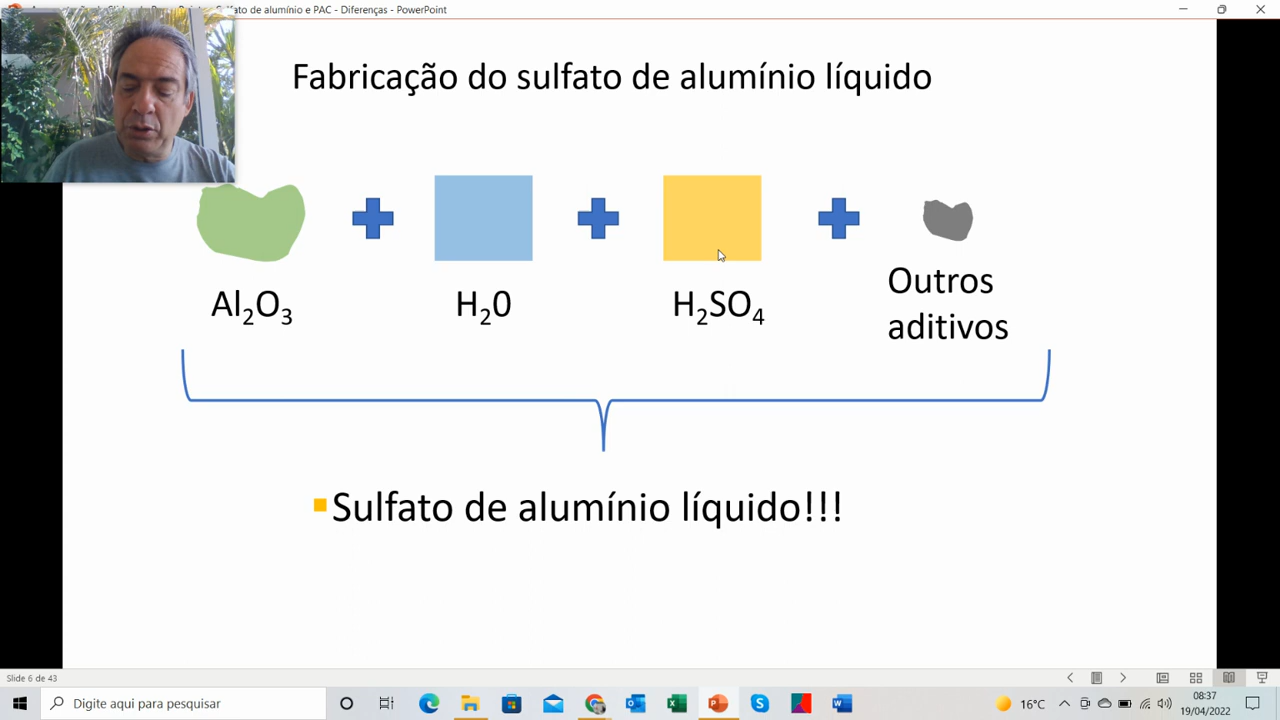 Sulfato de alumínio e PAC - Diferenças - PowerPoint
Fabricação do sulfato de alumínio líquido
Al2O3
H20
H2SO4
Outros
aditivos
Sulfato de alumínio líquido!!!
Slide 6 de 43
Digite aqui para pesquisar
16°C
08:37
19/04/2022